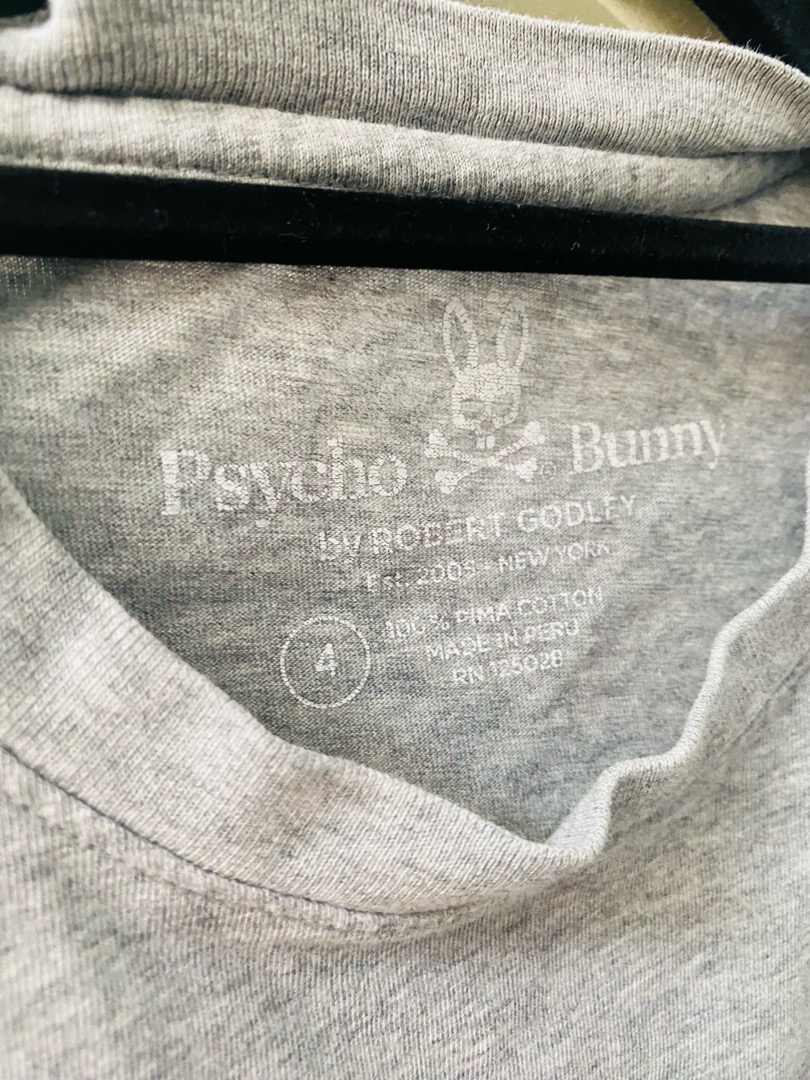 Psycho Bunny
by ROBERT GODLEY
Est. 2005 - NEW YORK
4
100% PIMA COTTON
MADE IN PERU
RN 125028